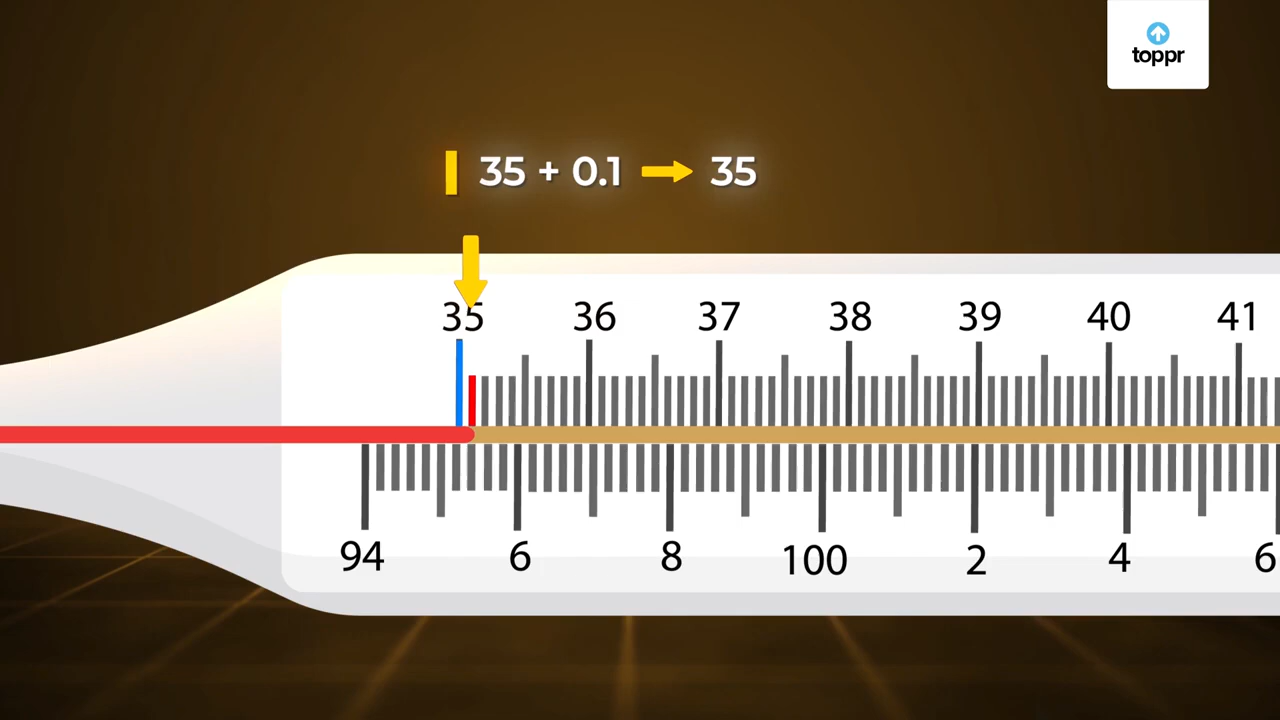 toppr
35 + 0.1 → 35
35 36 37 38 39 40 41
94 6 8 100 2 4 6